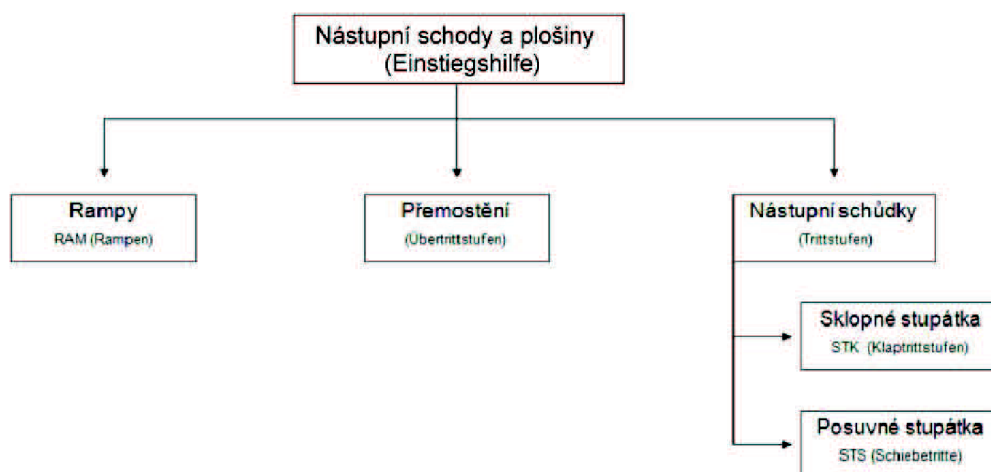 Nástupní schody a plošiny
(Einstiegshilfe)
Rampy
RAM (Rampen)
Přemostění
(Übertrittstufen)
Nástupní schůdky
(Trittstufen)
Sklopné stupátka
STK (Klaptrittstufen)
Posuvné stupátka
STS (Schiebetritte)